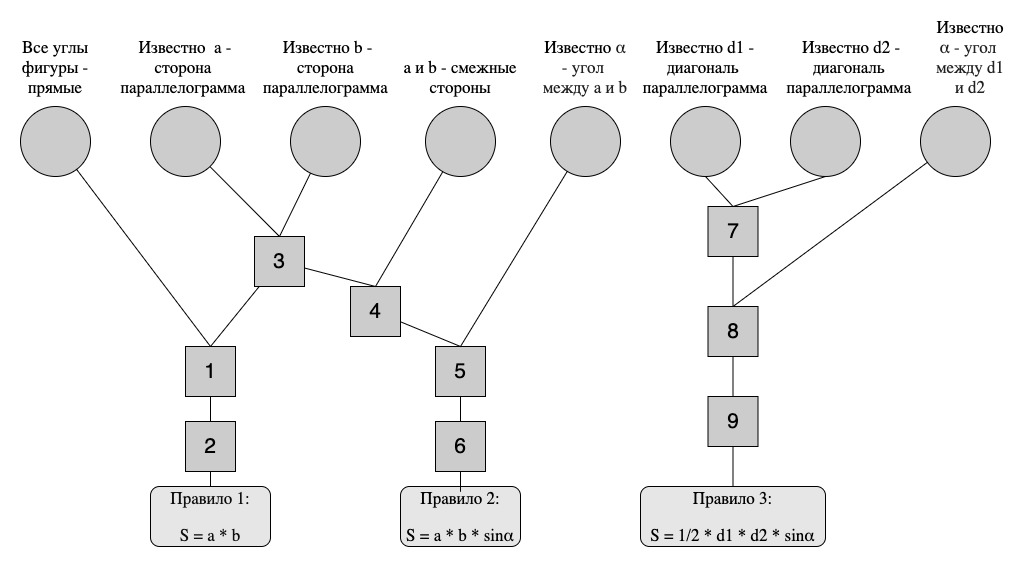 Все углы
фигуры -
прямые
Известно a -
сторона
параллелограмма
Известно b -
сторона
параллелограмма
a и b - смежные
стороны
Известно α
- угол
между a и b
Известно d1 -
диагональ
параллелограмма
Известно d2 -
диагональ
параллелограмма
Известно
α - угол
между d1
и d2
7
3
4
8
1
5
9
2
6
Правило 1:
S = a * b
Правило 2:
S = a * b * sinα
Правило 3:
S = 1/2 * d1 * d2 * sinα